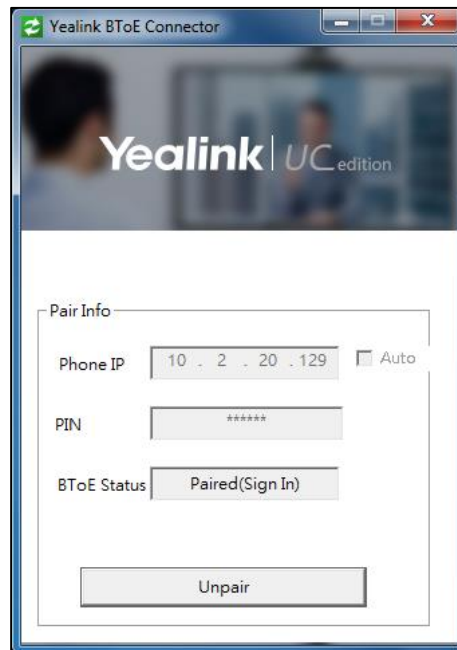 Yealink BToE Connector
Yealink | UC edition
Pair Info
Phone IP 10 . 2 . 20 . 129 Auto
PIN ******
BToE Status Paired(Sign In)
Unpair